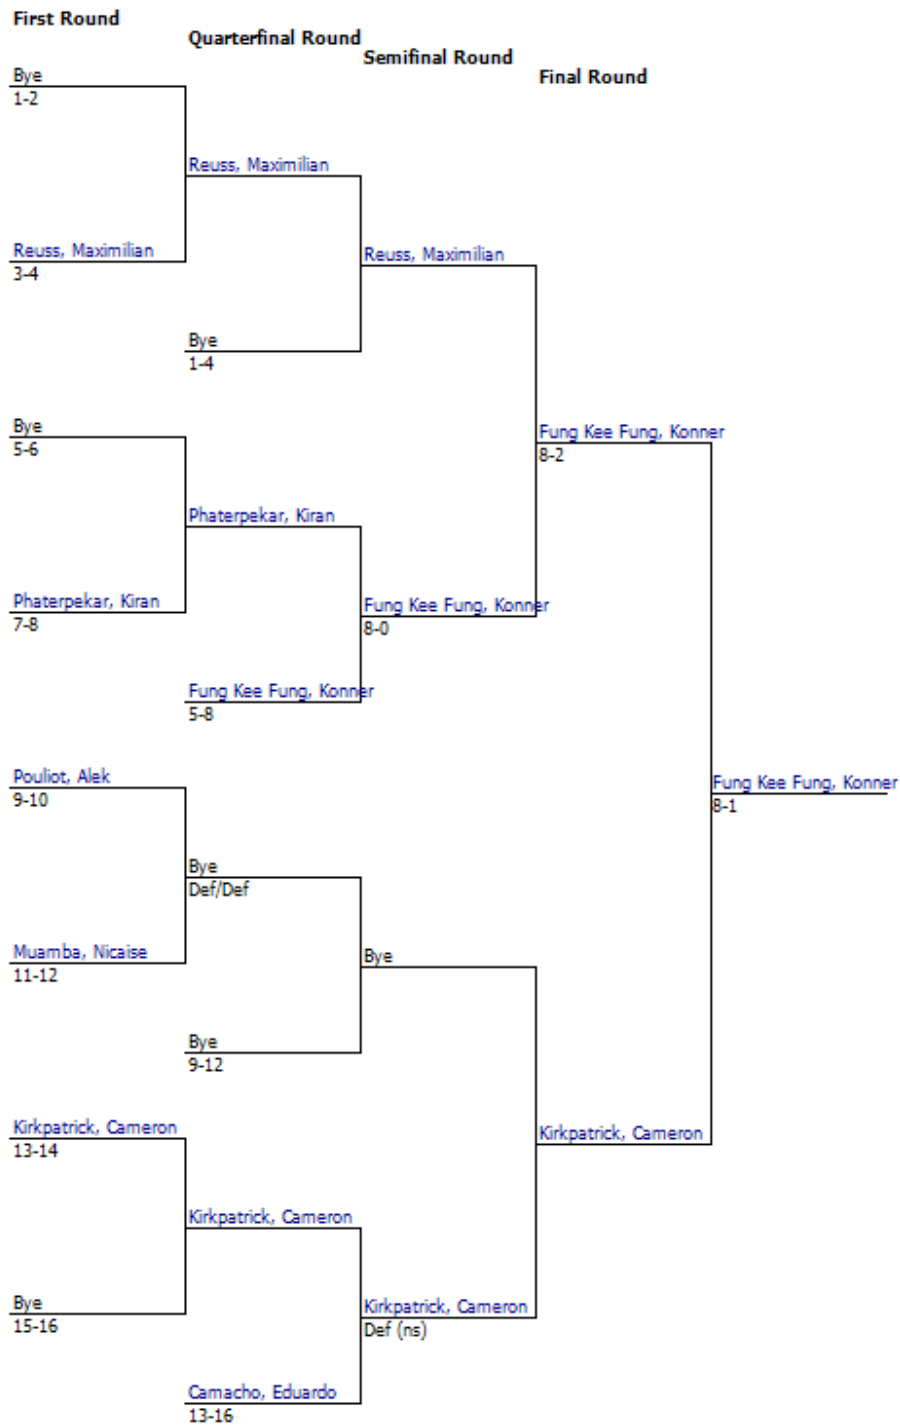 First Round
Quarterfinal Round
Semifinal Round
Final Round
Bye
1-2
Reuss, Maximilian
Reuss, Maximilian
3-4
Reuss, Maximilian
Bye
1-4
Bye
5-6
Fung Kee Fung, Konner
8-2
Phaterpekar, Kiran
Phaterpekar, Kiran
7-8
Fung Kee Fung, Konner
8-0
Fung Kee Fung, Konner
5-8
Pouliot, Alek
9-10
Fung Kee Fung, Konner
8-1
Bye
Def/Def
Muamba, Nicaise
11-12
Bye
Bye
9-12
Kirkpatrick, Cameron
13-14
Kirkpatrick, Cameron
Kirkpatrick, Cameron
Bye
15-16
Kirkpatrick, Cameron
Def (ns)
Camacho, Eduardo
13-16